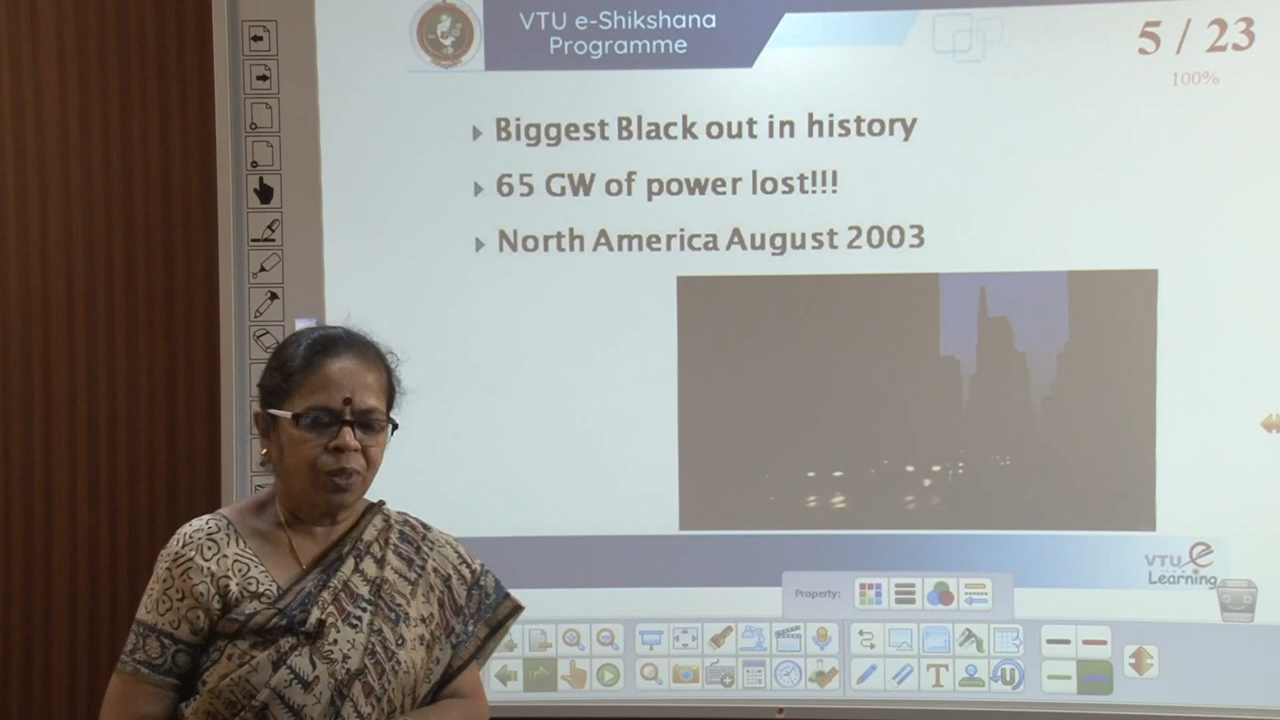 VTU e-Shikshana
Programme
5 / 23
100%
Biggest Black out in history
65 GW of power lost!!!
North America August 2003
VTU
Learning
Property: